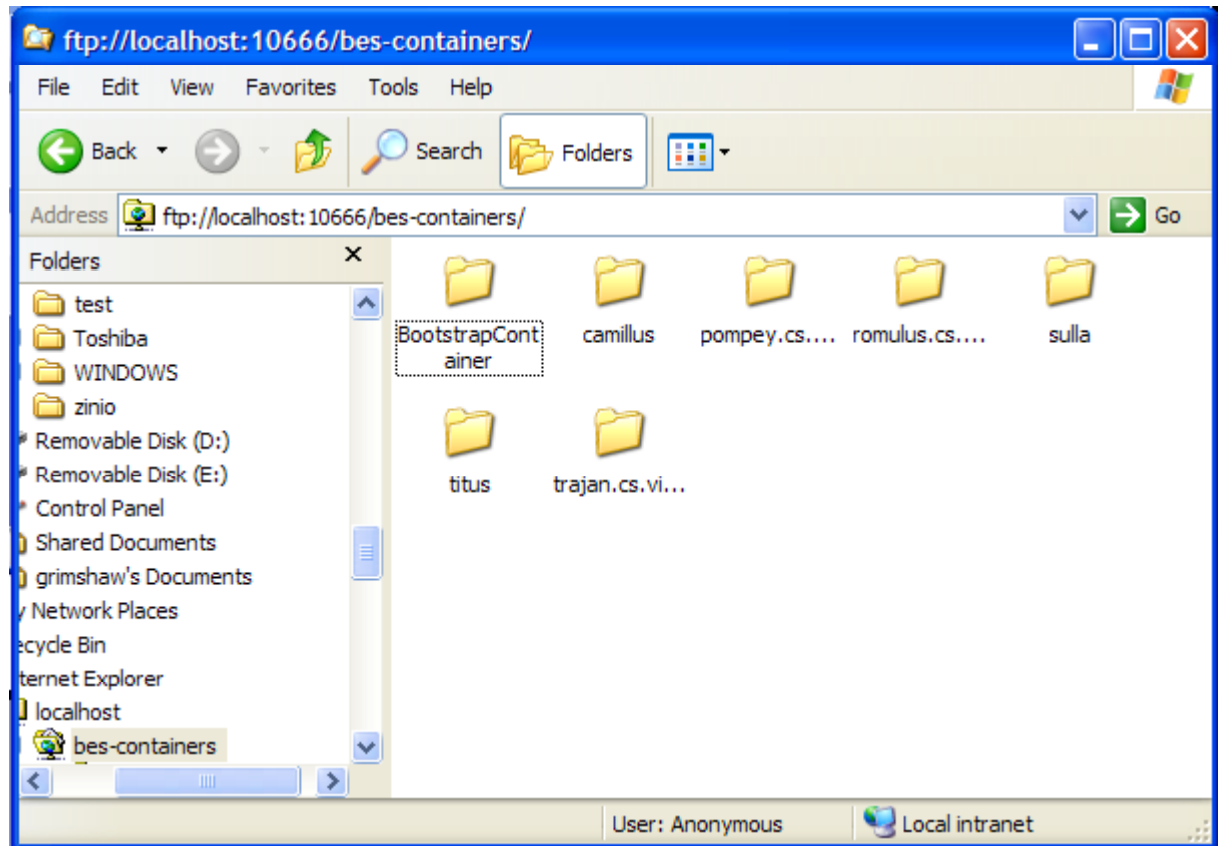 ftp://localhost:10666/bes-containers/
File Edit View Favorites Tools Help
Back Search Folders
Address ftp://localhost:10666/bes-containers/ Go
Folders
test
Toshiba
WINDOWS
zinio
Removable Disk (D:)
Removable Disk (E:)
Control Panel
Shared Documents
grimshaw's Documents
y Network Places
ecycle Bin
ternet Explorer
localhost
bes-containers
BootstrapCont
ainer
camillus
pompey.cs....
romulus.cs....
sulla
titus
trajan.cs.vi...
User: Anonymous Local intranet